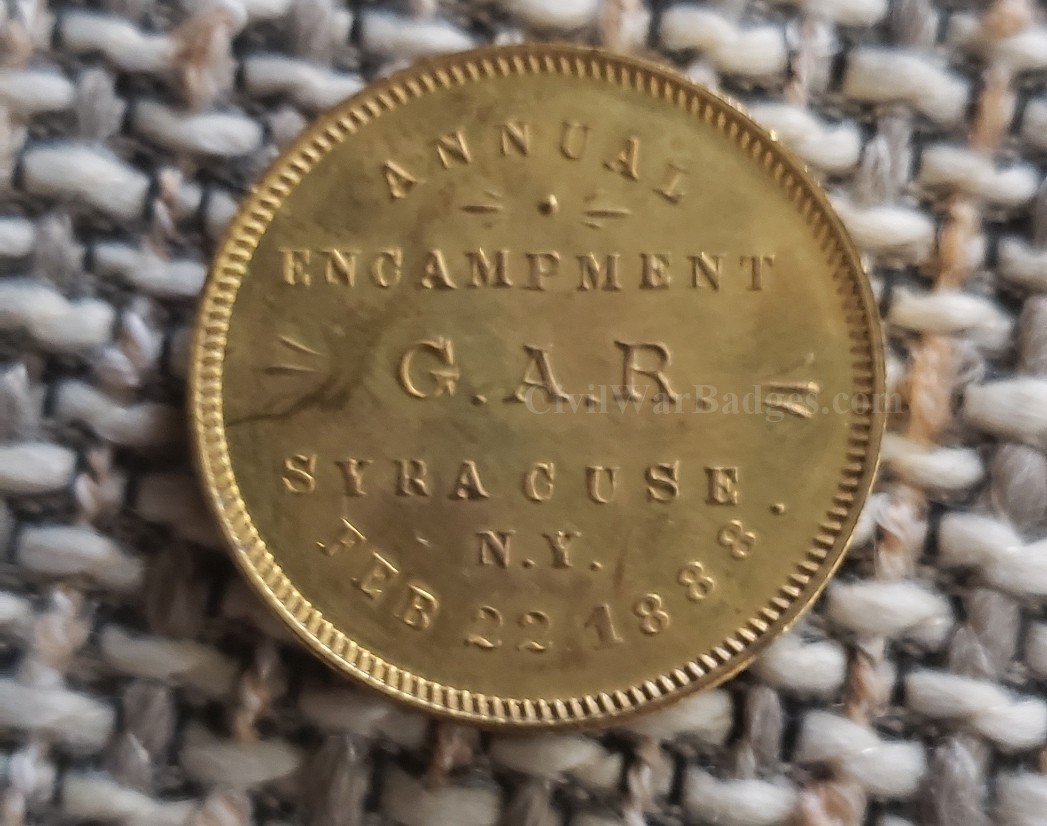 ANNUAL
ENCAMPMENT
G.A.R
SYRACUSE.
N.Y.
FEB 22 1888
CivilWarBadges.com